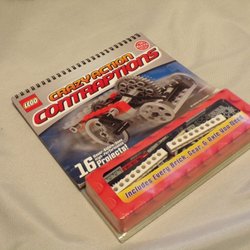 LEGO
CRAZY ACTION
CONTRAPTIONS
16
Projects!
Includes Every Brick, Gear, & Axle You Need